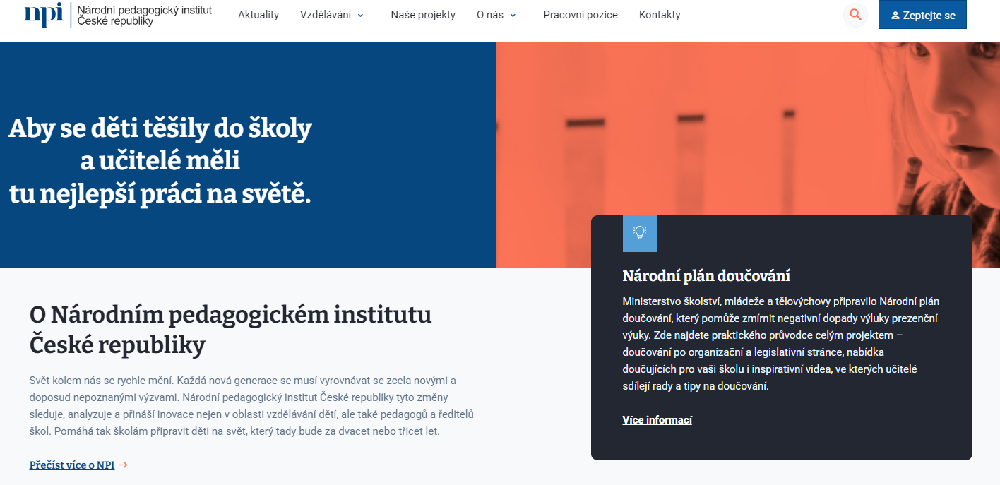 npi
Národní pedagogický institut
České republiky
Aktuality
Vzdělávání
Naše projekty
O nás
Pracovní pozice
Kontakty
Zeptejte se
Aby se děti těšily do školy
a učitelé měli
tu nejlepší práci na světě.
O Národním pedagogickém institutu
České republiky
Svět kolem nás se rychle mění. Každá nová generace se musí vyrovnávat se zcela novými a
doposud nepoznanými výzvami. Národní pedagogický institut České republiky tyto změny
sleduje, analyzuje a přináší inovace nejen v oblasti vzdělávání dětí, ale také pedagogů a ředitelů
škol. Pomáhá tak školám připravit děti na svět, který tady bude za dvacet nebo třicet let.
Přečíst více o NPI
Národní plán doučování
Ministerstvo školství, mládeže a tělovýchovy připravilo Národní plán
doučování, který pomůže zmírnit negativní dopady výluky prezenční
výuky. Zde najdete praktického průvodce celým projektem –
doučování po organizační a legislativní stránce, nabídka
doučujících pro vaši školu i inspirativní videa, ve kterých učitelé
sdílejí rady a tipy na doučování.
Více informací